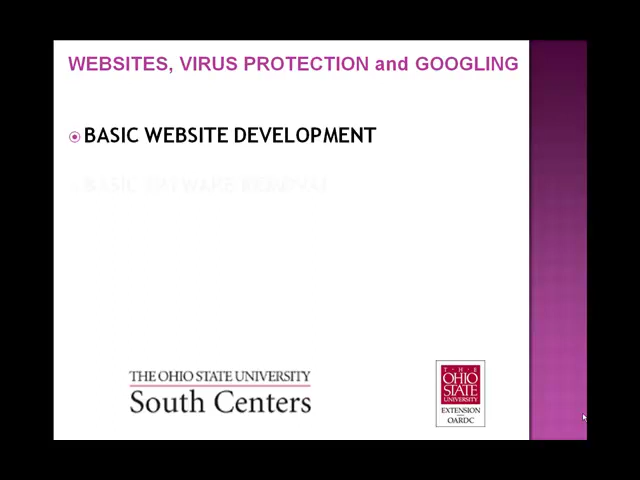 WEBSITES, VIRUS PROTECTION and GOOGLING
BASIC WEBSITE DEVELOPMENT
BASIC
THE OHIO STATE UNIVERSITY
South Centers
T · H · E
OHIO
STATE
UNIVERSITY
EXTENSION
OARDC